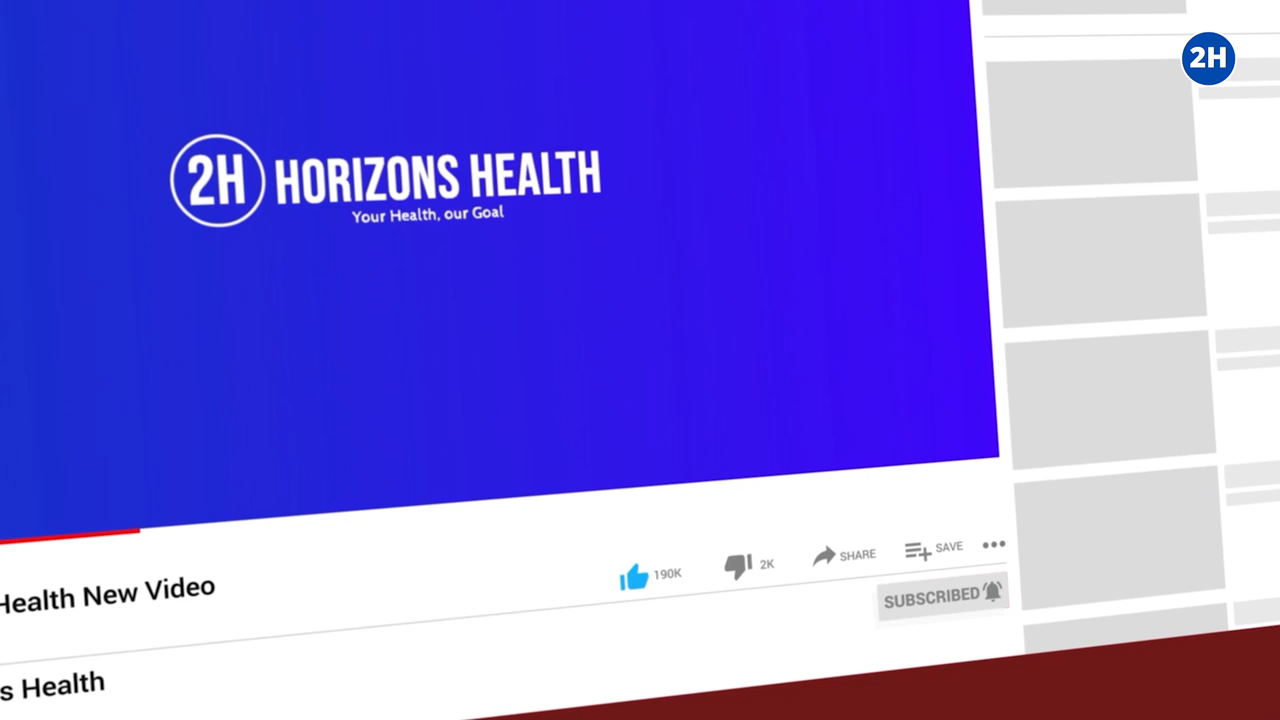 2H
2H HORIZONS HEALTH
Your Health, our Goal
190K
2K
SHARE
SAVE
Health New Video
SUBSCRIBED
s Health